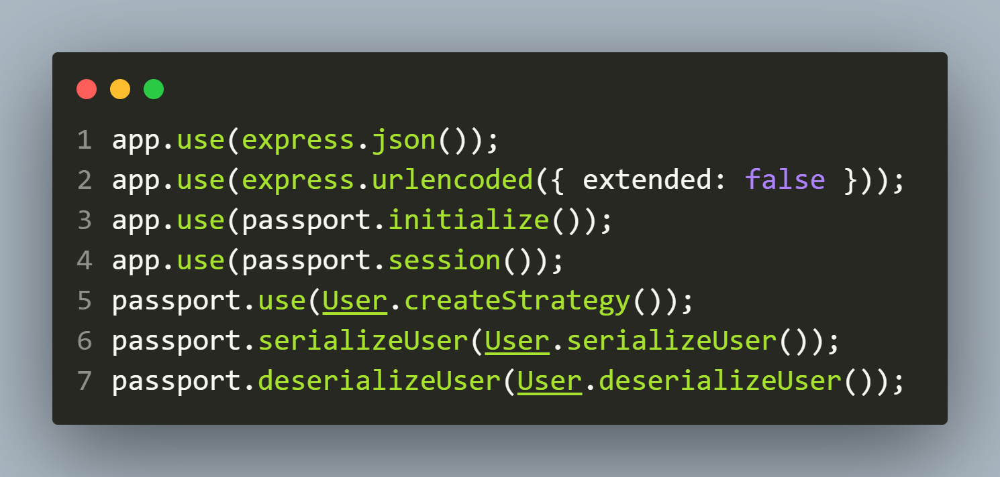 1 app.use(express.json());
2 app.use(express.urlencoded({ extended: false }));
3 app.use(passport.initialize());
4 app.use(passport.session());
5 passport.use(User.createStrategy());
6 passport.serializeUser(User.serializeUser());
7 passport.deserializeUser(User.deserializeUser());